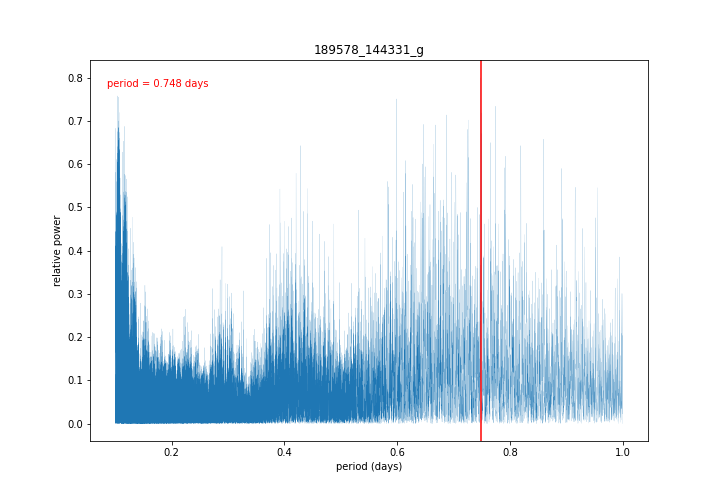 189578_144331_g
period = 0.748 days
relative power
0.8
0.7
0.6
0.5
0.4
0.3
0.2
0.1
0.0
0.2 0.4 0.6 0.8 1.0
period (days)